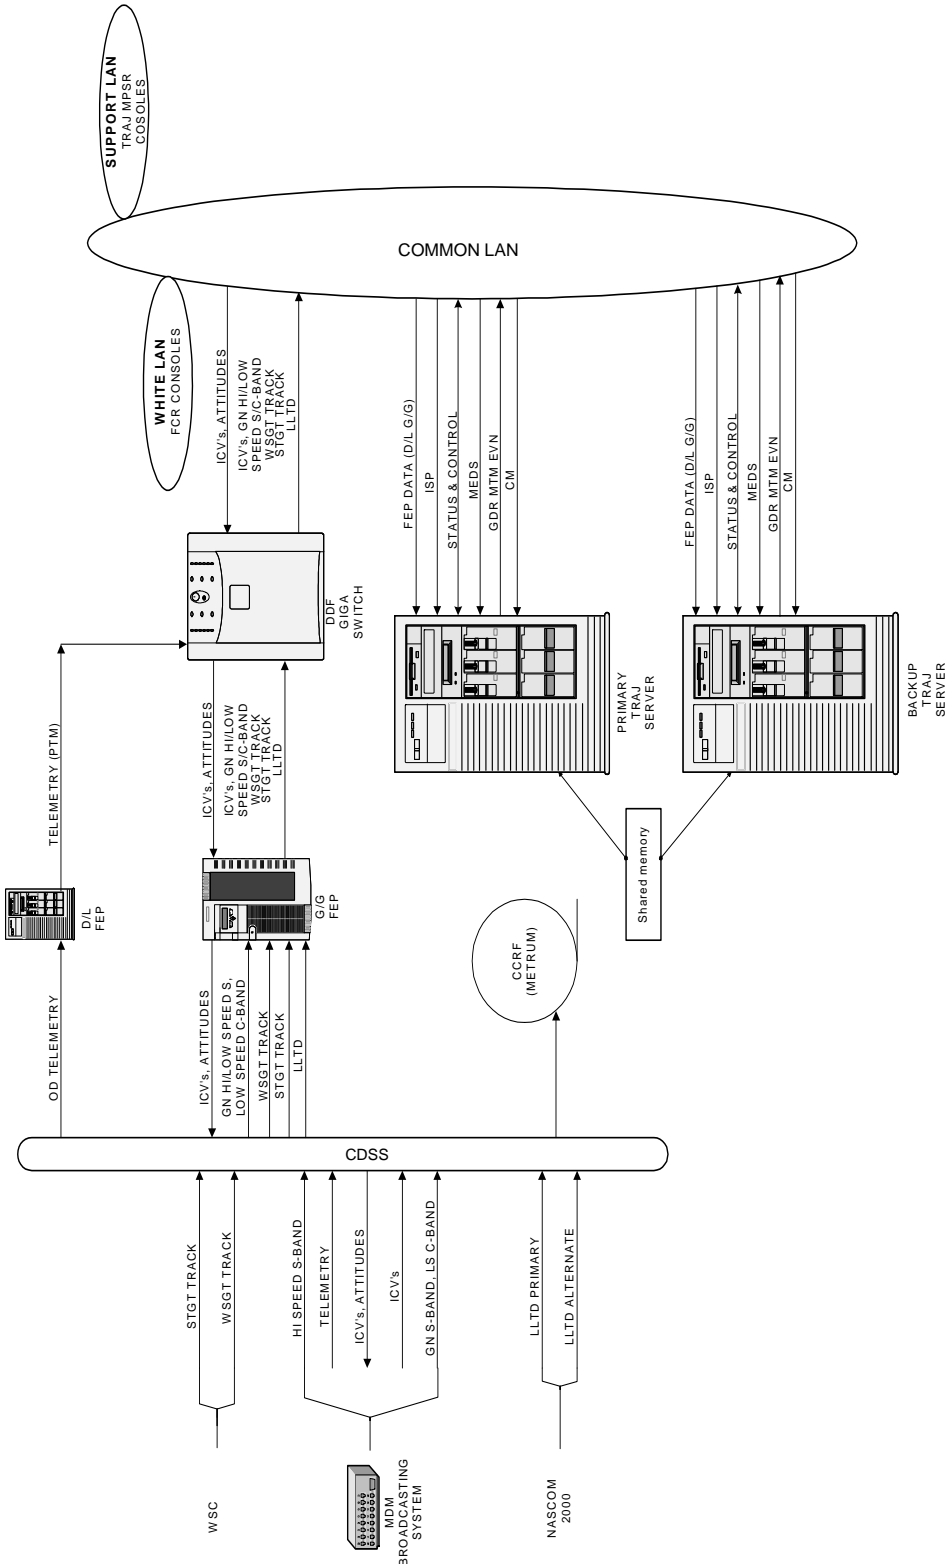 SUPPORT LAN
TRAJ MPSR
COSOLES
COMMON LAN
WHITE LAN
FCR CONSOLES
ICV's, ATTITUDES
ICV's, GN HI/LOW
SPEED S/C-BAND
WSGT TRACK
STGT TRACK
LLTD
FEP DATA (D/L G/G)
ISP
STATUS & CONTROL
MEDS
GDR MTM EVN
CM
FEP DATA (D/L G/G)
ISP
STATUS & CONTROL
MEDS
GDR MTM EVN
CM
DDF
GIGA
SWITCH
PRIMARY
TRAJ
SERVER
BACKUP
TRAJ
SERVER
TELEMETRY (PTM)
ICV's, ATTITUDES
ICV's, GN HI/LOW
SPEED S/C-BAND
WSGT TRACK
STGT TRACK
LLTD
Shared memory
D/L
FEP
G/G
FEP
CCRF
(METRUM)
OD TELEMETRY
ICV's, ATTITUDES
GN HI/LOW SPEED S,
LOW SPEED C-BAND
WSGT TRACK
STGT TRACK
LLTD
CDSS
STGT TRACK
WSGT TRACK
HI SPEED S-BAND
TELEMETRY
ICV's, ATTITUDES
ICV's
GN S-BAND, LS C-BAND
LLTD PRIMARY
LLTD ALTERNATE
WSC
MDM
BROADCASTING
SYSTEM
NASCOM
2000